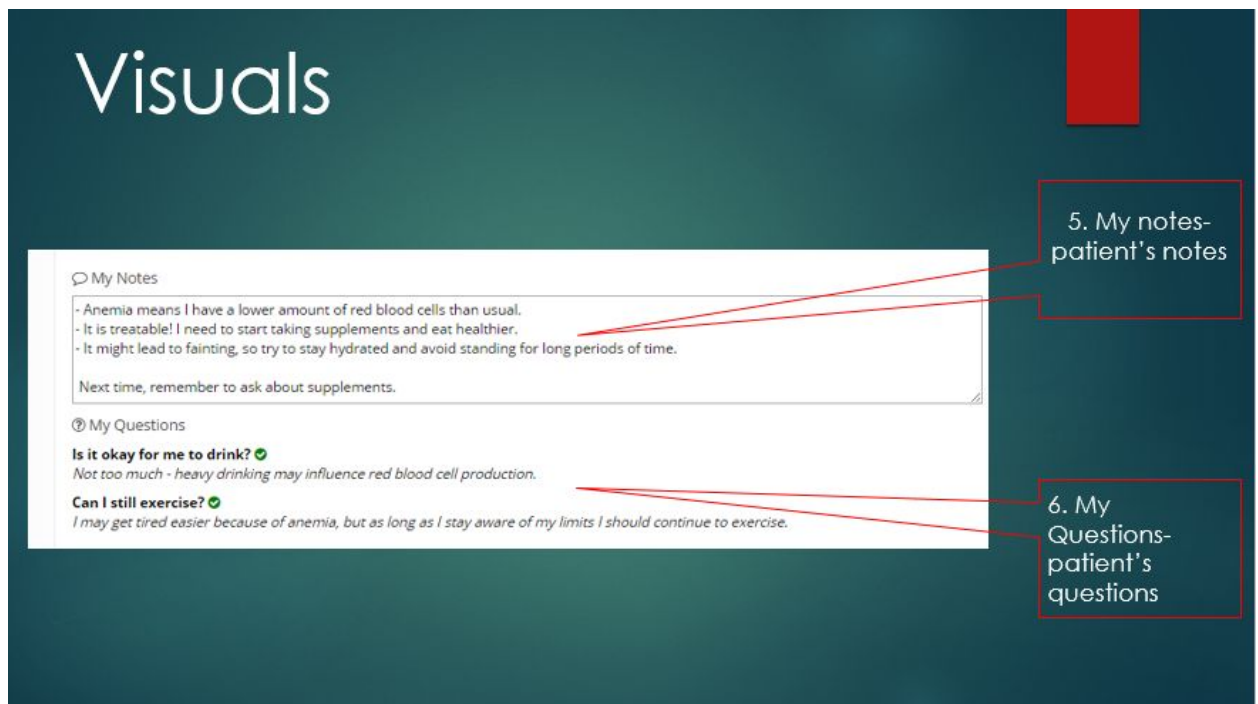 Visuals
5. My notes-
patient's notes
My Notes
- Anemia means I have a lower amount of red blood cells than usual.
- It is treatable! I need to start taking supplements and eat healthier.
- It might lead to fainting, so try to stay hydrated and avoid standing for long periods of time.
Next time, remember to ask about supplements.
My Questions
Is it okay for me to drink?
Not too much - heavy drinking may influence red blood cell production.
Can I still exercise?
I may get tired easier because of anemia, but as long as I stay aware of my limits I should continue to exercise.
6. My
Questions-
patient's
questions